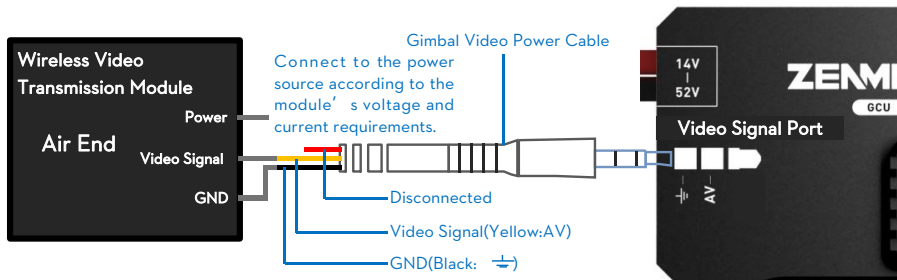 Wireless Video
Transmission Module
Air End
Power
Video Signal
GND
Connect to the power
source according to the
module's voltage and
current requirements.
Gimbal Video Power Cable
Disconnected
Video Signal(Yellow:AV)
GND(Black: ⏚)
14V
52V
GCU
Video Signal Port
AV